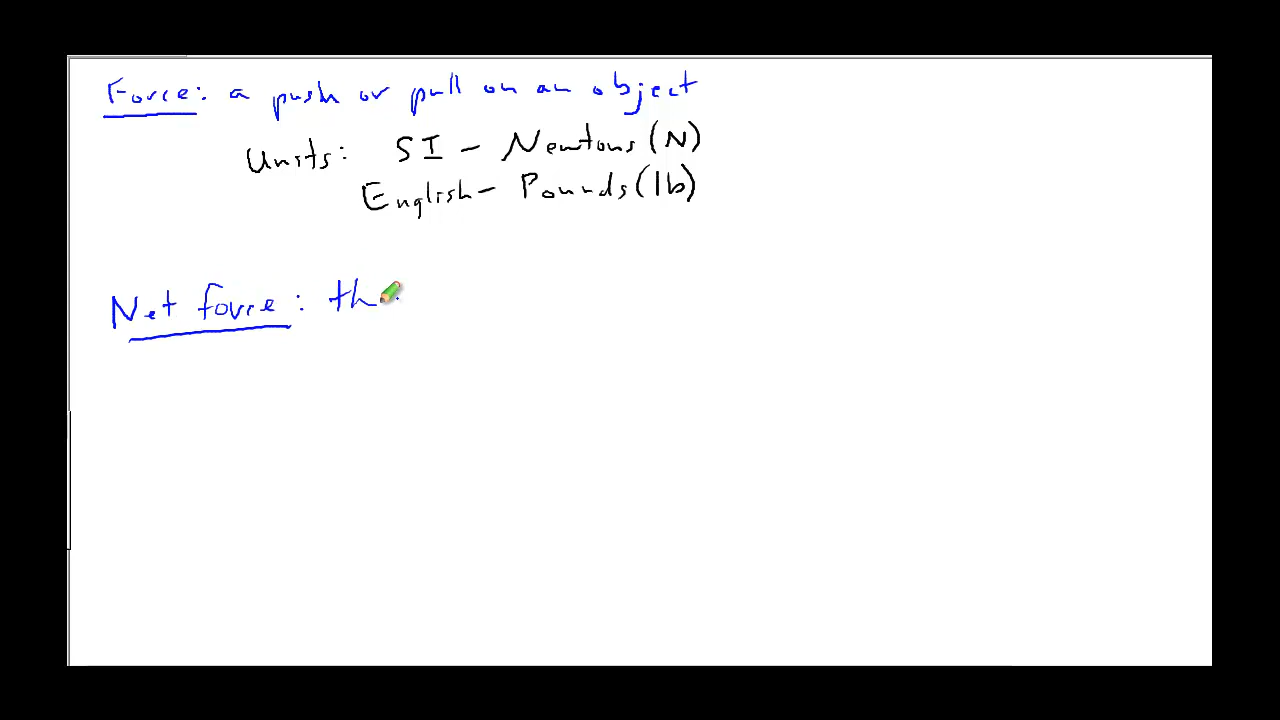 Force: a push or pull on an object
Units: SI - Newtons (N)
English - Pounds (lb)
Net force: th